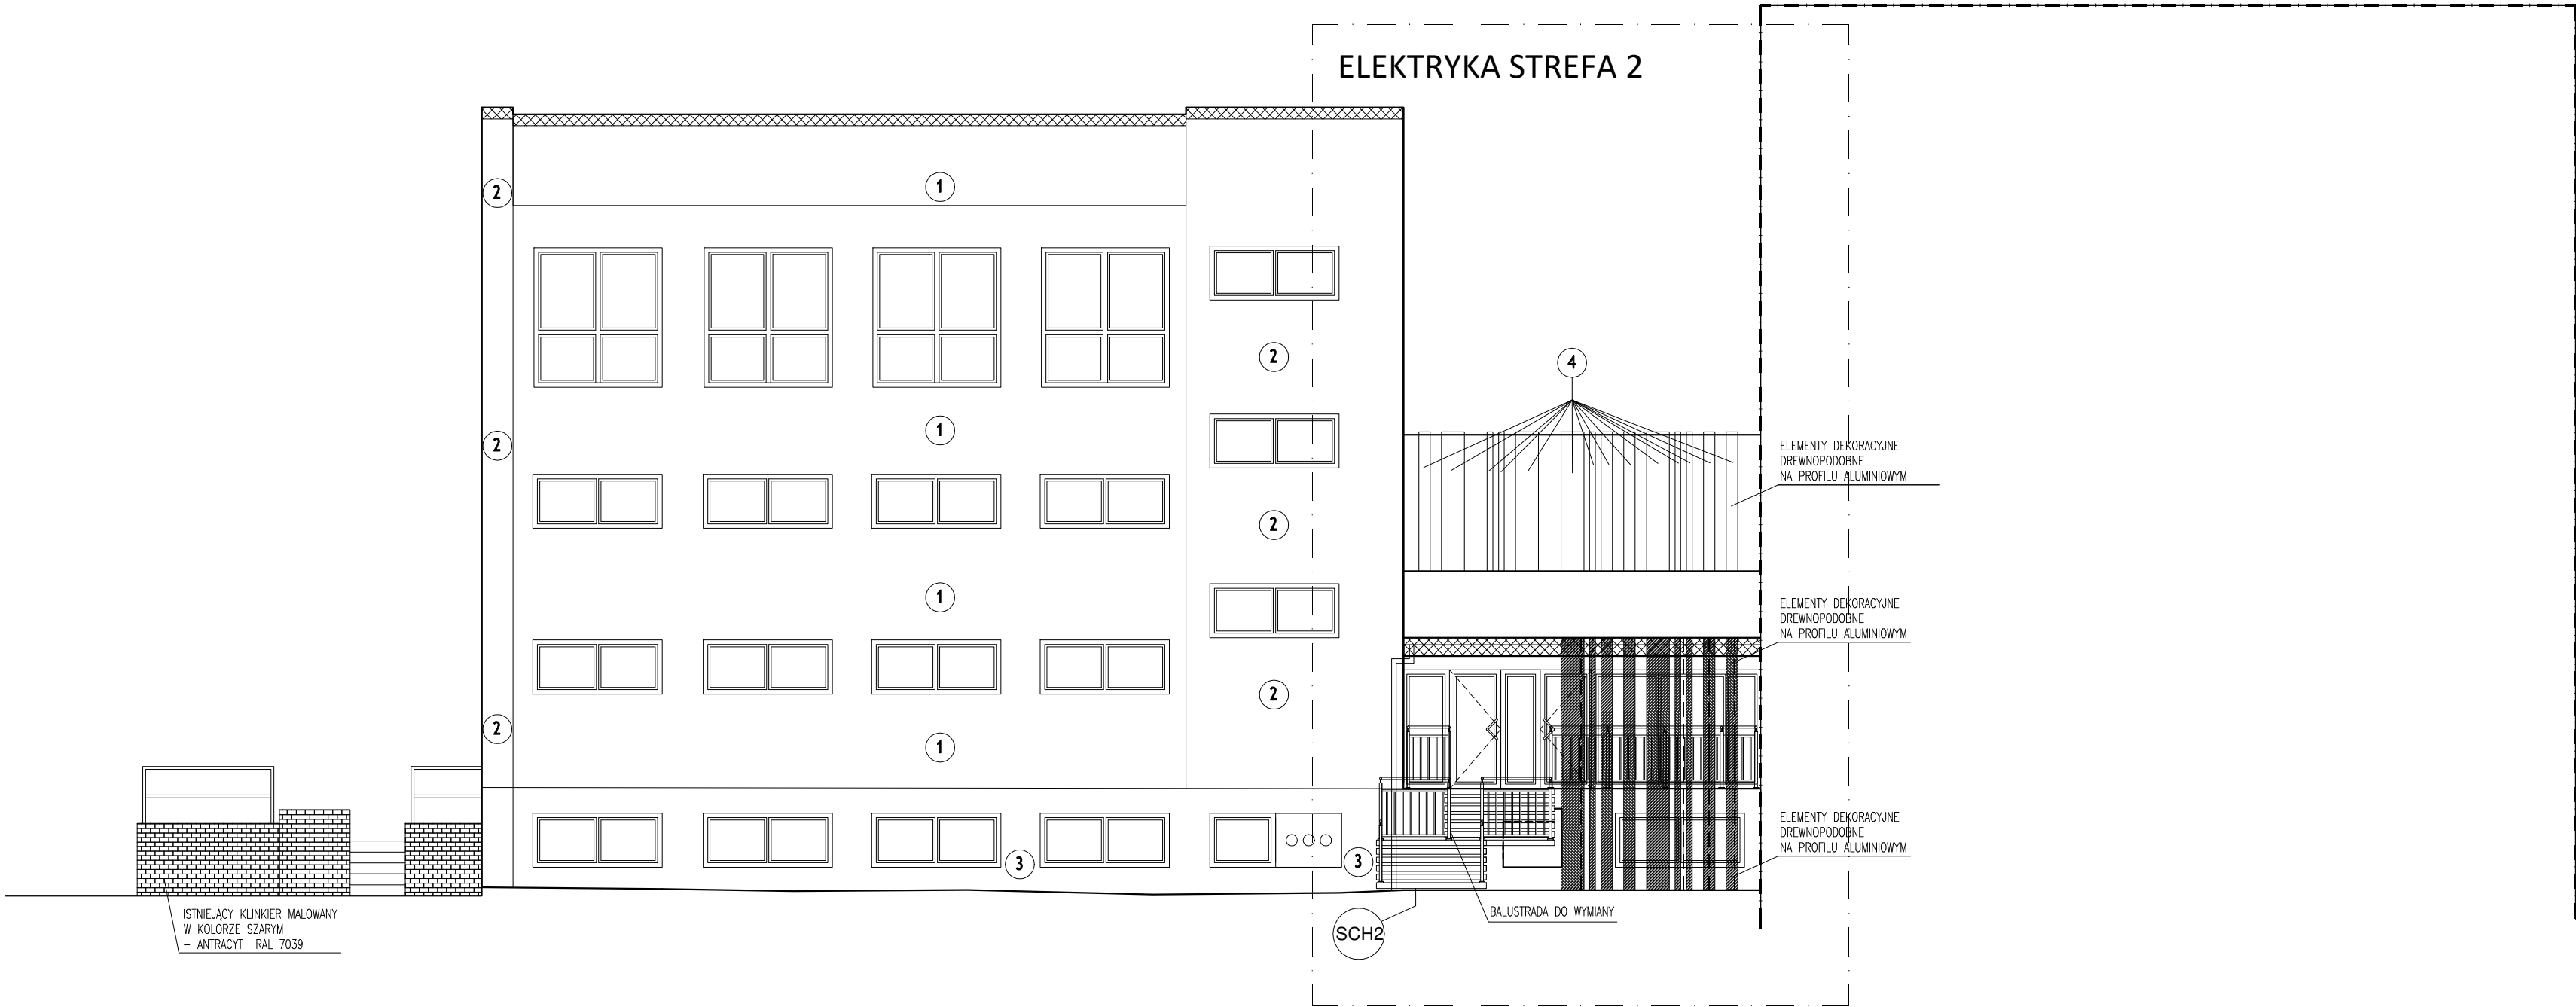 ELEKTRYKA STREFA 2
2
1
2
4
2
1
ELEMENTY DEKORACYJNE
DREWNOPODOBNE
NA PROFILU ALUMINIOWYM
2
1
ELEMENTY DEKORACYJNE
DREWNOPODOBNE
NA PROFILU ALUMINIOWYM
2
2
1
ELEMENTY DEKORACYJNE
DREWNOPODOBNE
NA PROFILU ALUMINIOWYM
3
3
ISTNIEJĄCY KLINKIER MALOWANY
W KOLORZE SZARYM
– ANTRACYT RAL 7039
BALUSTRADA DO WYMIANY
SCH2